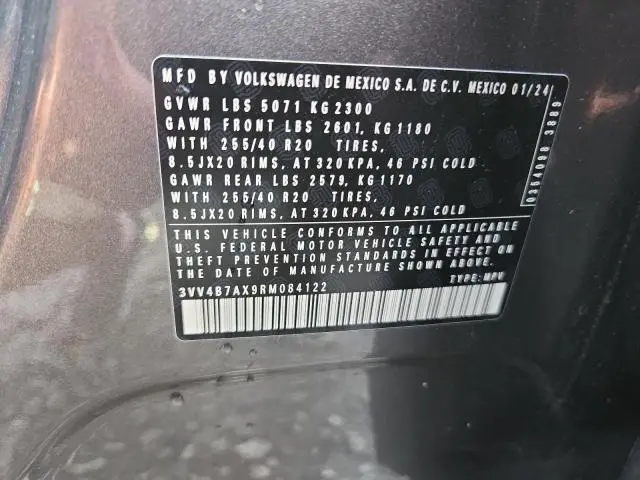 MFD BY VOLKSWAGEN DE MEXICO S.A. DE C.V. MEXICO 01/24
GVWR LBS 5071 KG 2300
GAWR FRONT LBS 2601, KG 1180
WITH 255/40 R20 TIRES,
8.5JX20 RIMS, AT 320 KPA, 46 PSI COLD
GAWR REAR LBS 2579, KG 1170
WITH 255/40 R20 TIRES,
8.5JX20 RIMS, AT 320 KPA, 46 PSI COLD
THIS VEHICLE CONFORMS TO ALL APPLICABLE
U.S. FEDERAL MOTOR VEHICLE SAFETY AND
THEFT PREVENTION STANDARDS IN EFFECT ON
THE DATE OF MANUFACTURE SHOWN ABOVE.
3VV4B7AX9RM084122 TYPE: MPV
0354098 3889